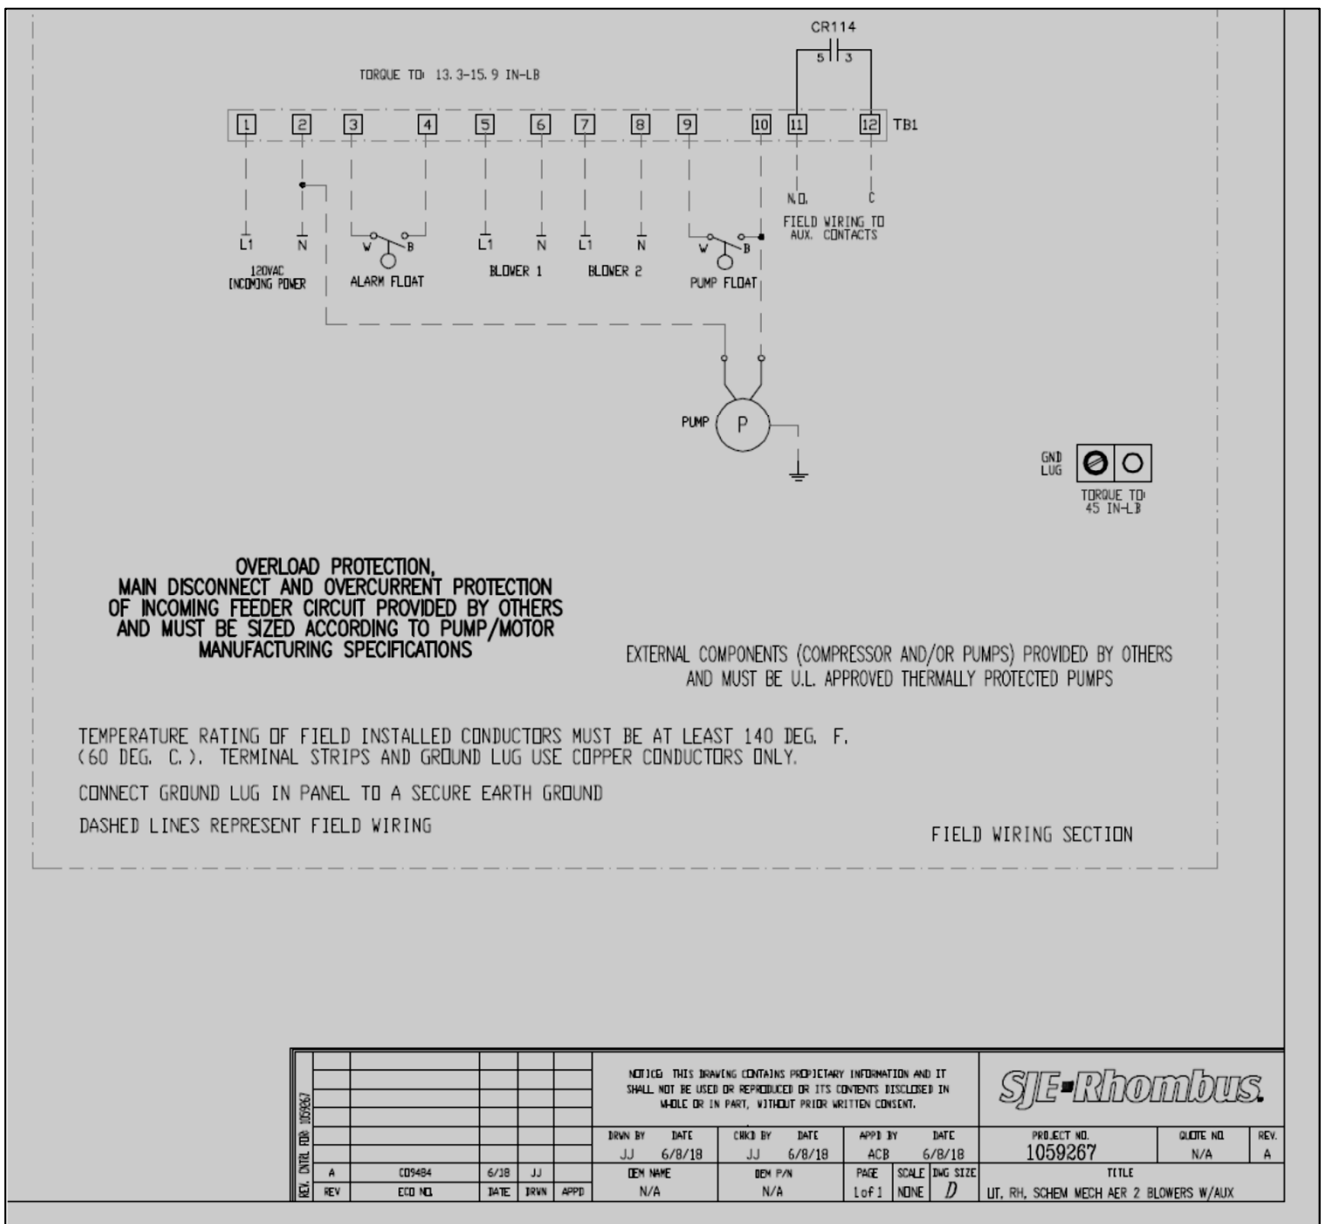 CR114
5 3
TORQUE TO: 13.3-15.9 IN-LB
1 2 3 4 5 6 7 8 9 10 11 12 TB1
N.O. C
FIELD WIRING TO
AUX. CONTACTS
L1 N W B L1 N L1 N W B
120VAC
INCOMING POWER
ALARM FLOAT
BLOWER 1
BLOWER 2
PUMP FLOAT
PUMP P
GND
LUG
TORQUE TO:
45 IN-LB
OVERLOAD PROTECTION,
MAIN DISCONNECT AND OVERCURRENT PROTECTION
OF INCOMING FEEDER CIRCUIT PROVIDED BY OTHERS
AND MUST BE SIZED ACCORDING TO PUMP/MOTOR
MANUFACTURING SPECIFICATIONS
EXTERNAL COMPONENTS (COMPRESSOR AND/OR PUMPS) PROVIDED BY OTHERS
AND MUST BE U.L. APPROVED THERMALLY PROTECTED PUMPS
TEMPERATURE RATING OF FIELD INSTALLED CONDUCTORS MUST BE AT LEAST 140 DEG. F.
(60 DEG. C.). TERMINAL STRIPS AND GROUND LUG USE COPPER CONDUCTORS ONLY.
CONNECT GROUND LUG IN PANEL TO A SECURE EARTH GROUND
DASHED LINES REPRESENT FIELD WIRING
FIELD WIRING SECTION
REV. CNTRL FOR: 1059267
A C09484 6/18 JJ
REV ECO NO. DATE DRWN APPD
NOTICE: THIS DRAWING CONTAINS PROPIETARY INFORMATION AND IT
SHALL NOT BE USED OR REPRODUCED OR ITS CONTENTS DISCLOSED IN
WHOLE OR IN PART, WITHOUT PRIOR WRITTEN CONSENT.
SJE-Rhombus.
DRWN BY DATE CHKD BY DATE APPD BY DATE
JJ 6/8/18 JJ 6/8/18 ACB 6/8/18
PROJECT NO. QUOTE NO. REV.
1059267 N/A A
OEM NAME OEM P/N PAGE SCALE DWG SIZE TITLE
N/A N/A 1 of 1 NONE D LIT, RH, SCHEM MECH AER 2 BLOWERS W/AUX